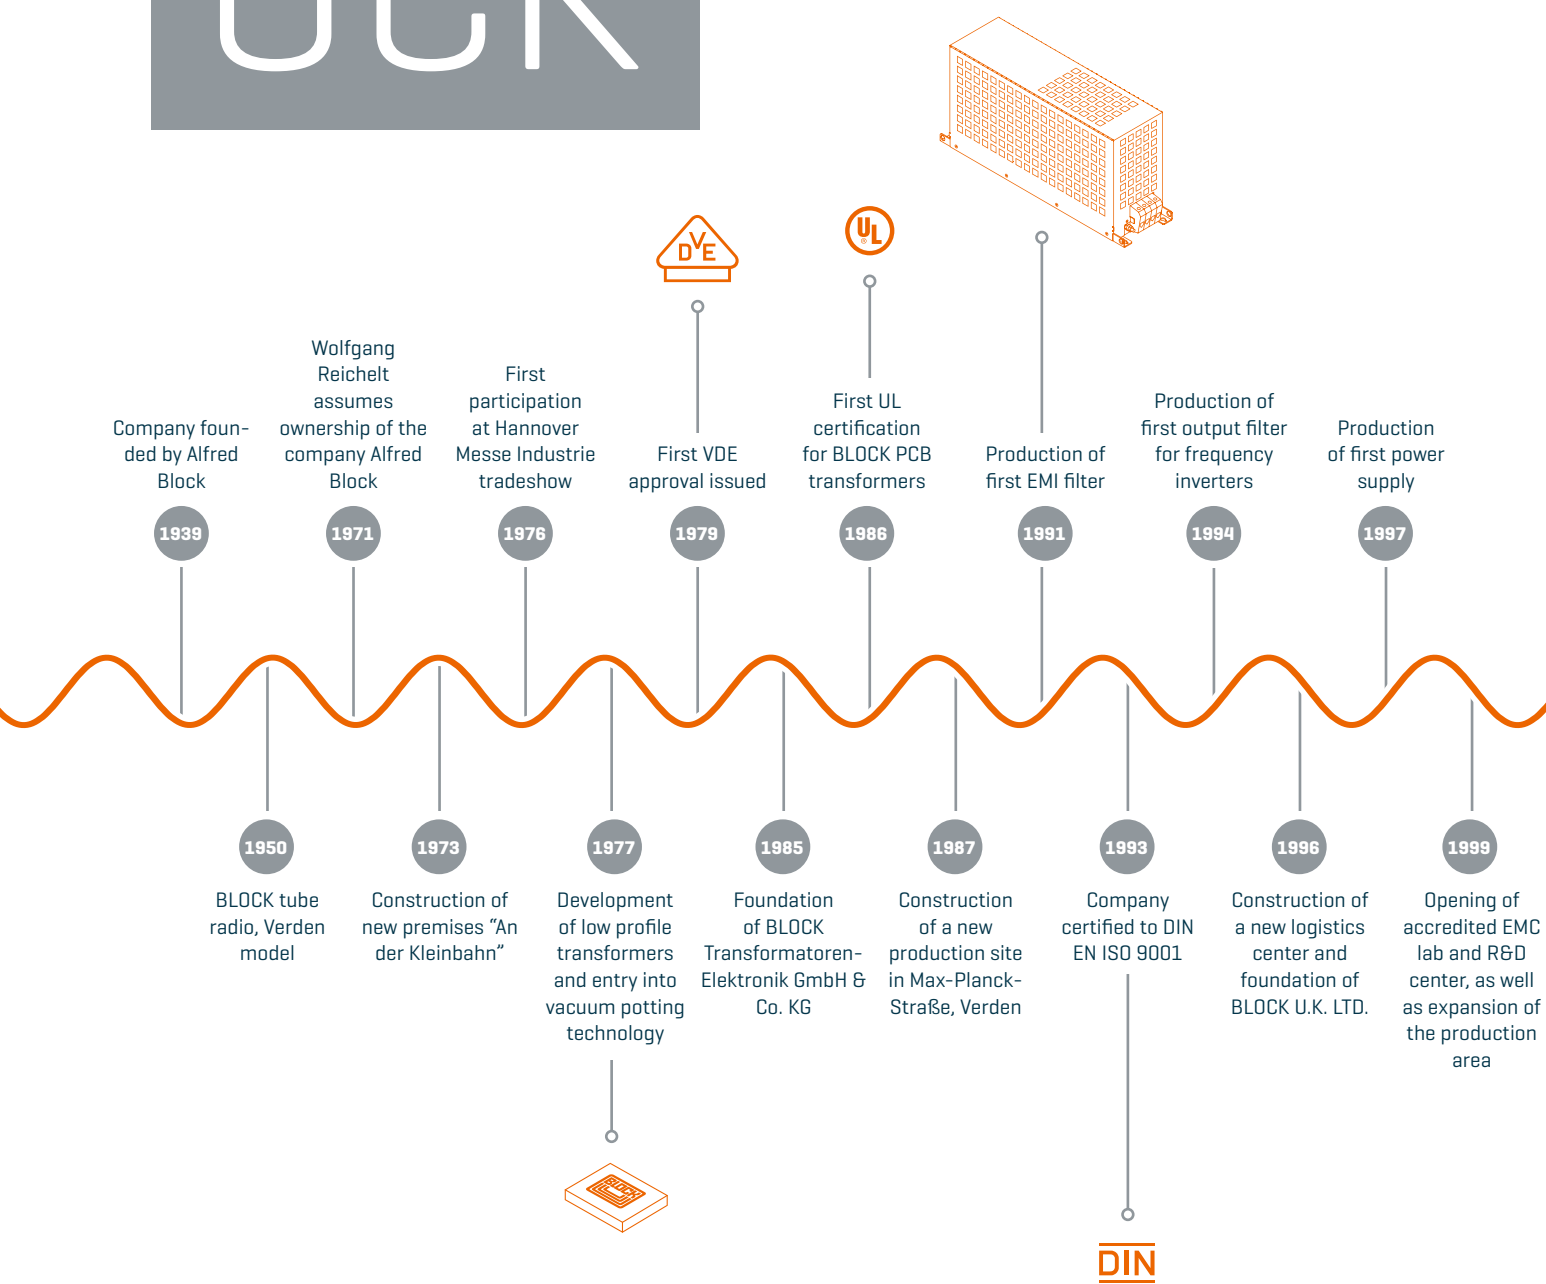 UCK
VDE
UL
®
Company foun-
ded by Alfred
Block
Wolfgang
Reichelt
assumes
ownership of the
company Alfred
Block
First
participation
at Hannover
Messe Industrie
tradeshow
First VDE
approval issued
First UL
certification
for BLOCK PCB
transformers
Production of
first EMI filter
Production of
first output filter
for frequency
inverters
Production
of first power
supply
1939
1971
1976
1979
1986
1991
1994
1997
1950
1973
1977
1985
1987
1993
1996
1999
BLOCK tube
radio, Verden
model
Construction of
new premises “An
der Kleinbahn”
Development
of low profile
transformers
and entry into
vacuum potting
technology
Foundation
of BLOCK
Transformatoren-
Elektronik GmbH &
Co. KG
Construction
of a new
production site
in Max-Planck-
Straße, Verden
Company
certified to DIN
EN ISO 9001
Construction of
a new logistics
center and
foundation of
BLOCK U.K. LTD.
Opening of
accredited EMC
lab and R&D
center, as well
as expansion of
the production
area
BLOCK
DIN